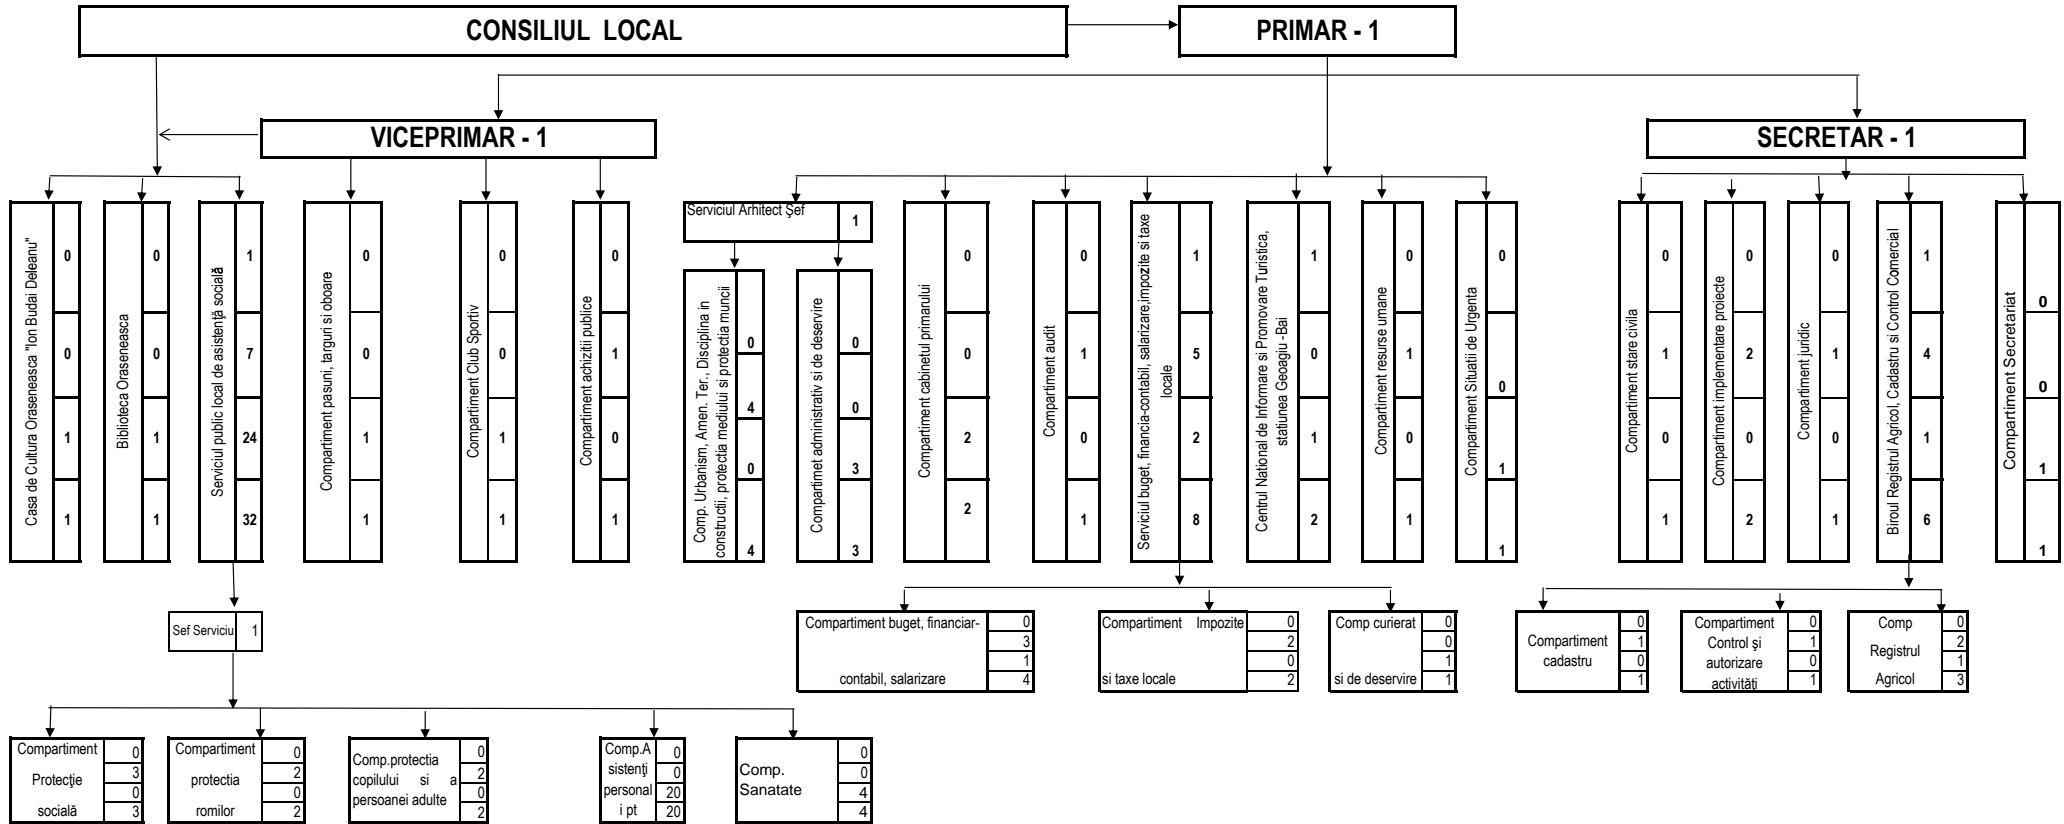 CONSILIUL LOCAL
PRIMAR - 1
VICEPRIMAR - 1
SECRETAR - 1
Casa de Cultura Oraseneasca "Ion Budai Deleanu"
0
0
1
1
Biblioteca Oraseneasca
0
0
1
1
Serviciul public local de asistenţă socială
1
7
24
32
Compartiment pasuni, targuri si oboare
0
0
1
1
Compartiment Club Sportiv
0
0
1
1
Compartiment achiziţii publice
0
1
0
1
Serviciul Arhitect Şef
1
Comp. Urbanism, Amen. Ter., Disciplina in
constructii, protectia mediului si protectia muncii
0
4
0
4
Compartinet administrativ si de deservire
0
0
3
3
Compartiment cabinetul primarului
0
0
2
2
Compartiment audit
0
1
0
1
Serviciul buget, financia-contabil, salarizare,impozite si taxe
locale
1
5
2
8
Centrul National de Informare si Promovare Turistica,
statiunea Geoagiu -Bai
1
0
1
2
Compartiment resurse umane
0
1
0
1
Compartiment Situatii de Urgenta
0
0
1
1
Compartiment stare civila
0
1
0
1
Compartiment implementare proiecte
0
2
0
2
Compartiment juridic
0
1
0
1
Biroul Registrul Agricol, Cadastru si Control Comercial
1
4
1
6
Compartiment Secretariat
0
0
1
1
Sef Serviciu
1
Compartiment buget, financiar-
contabil, salarizare
0
3
1
4
Compartiment Impozite
si taxe locale
0
2
0
2
Comp curierat
si de deservire
0
0
1
1
Compartiment
cadastru
0
1
0
1
Compartiment
Control şi
autorizare
activităţi
0
1
0
1
Comp
Registrul
Agricol
0
2
1
3
Compartiment
Protecţie
socială
0
3
0
3
Compartiment
protectia
romilor
0
2
0
2
Comp.protectia
copilului si a
persoanei adulte
0
2
0
2
Comp.A
sistenţi
personal
i pt
0
0
20
20
Comp.
Sanatate
0
0
4
4